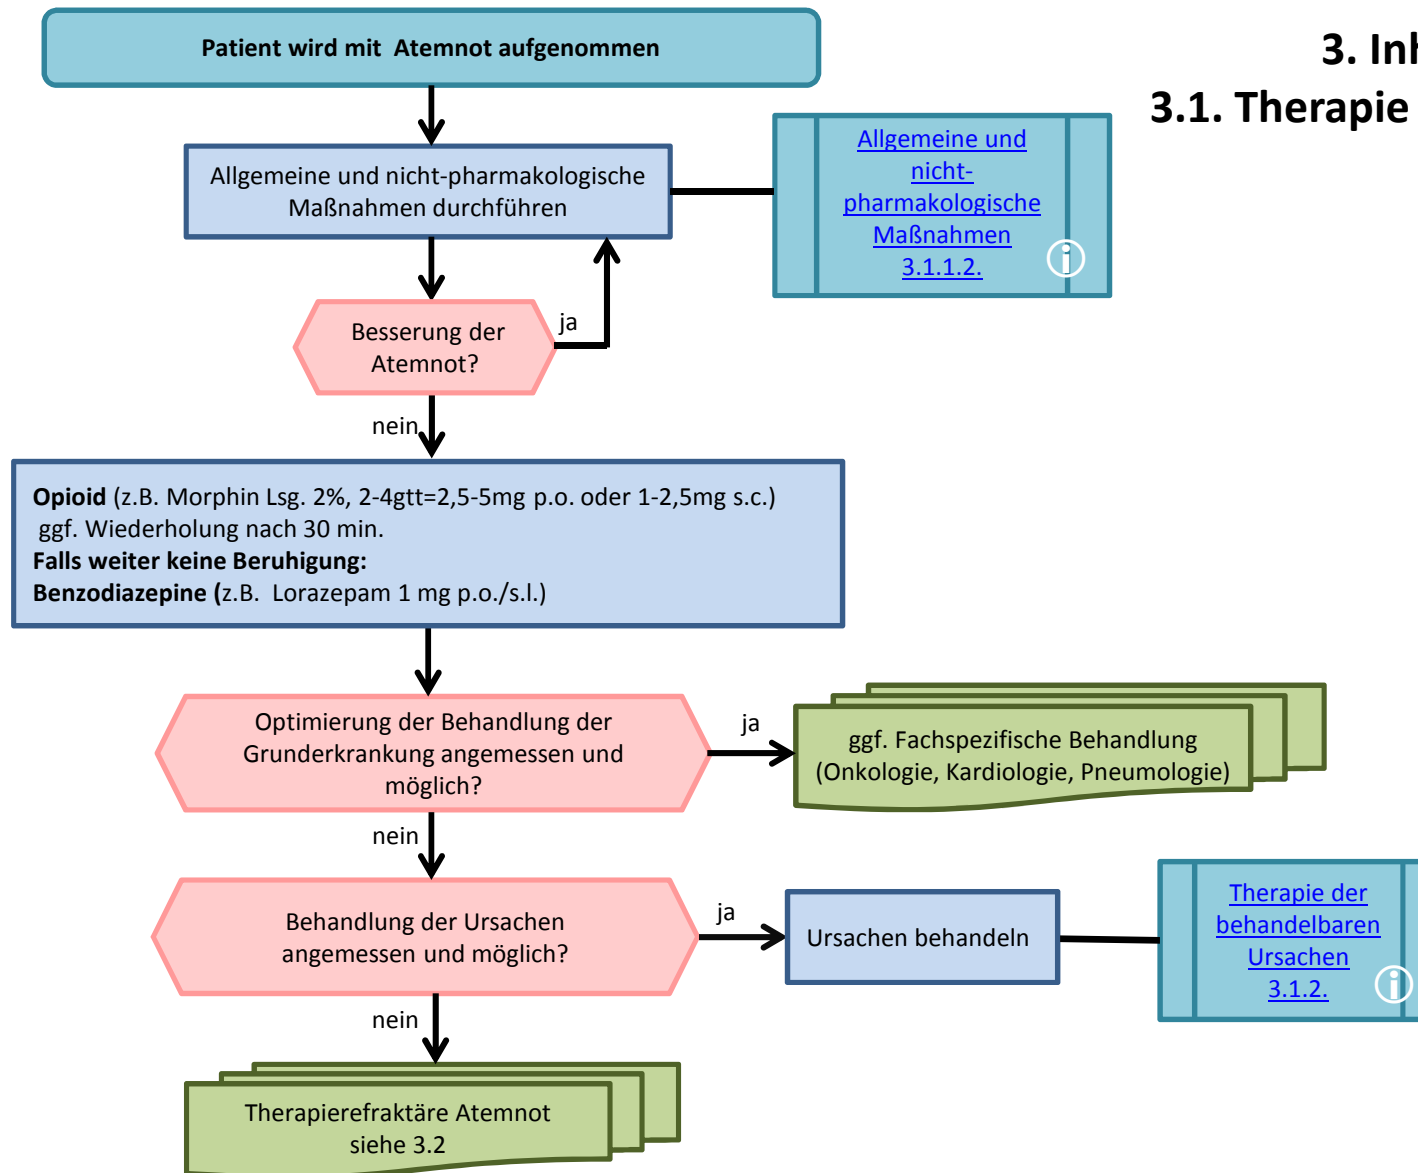 3. Inh
3.1. Therapie
Patient wird mit Atemnot aufgenommen
Allgemeine und nicht-pharmakologische
Maßnahmen durchführen
Allgemeine und
nicht-
pharmakologische
Maßnahmen
3.1.1.2.
i
Besserung der
Atemnot?
ja
nein
Opioid (z.B. Morphin Lsg. 2%, 2-4gtt=2,5-5mg p.o. oder 1-2,5mg s.c.)
ggf. Wiederholung nach 30 min.
Falls weiter keine Beruhigung:
Benzodiazepine (z.B. Lorazepam 1 mg p.o./s.l.)
Optimierung der Behandlung der
Grunderkrankung angemessen und
möglich?
ja
ggf. Fachspezifische Behandlung
(Onkologie, Kardiologie, Pneumologie)
nein
Behandlung der Ursachen
angemessen und möglich?
ja
Ursachen behandeln
Therapie der
behandelbaren
Ursachen
3.1.2.
i
nein
Therapierefraktäre Atemnot
siehe 3.2